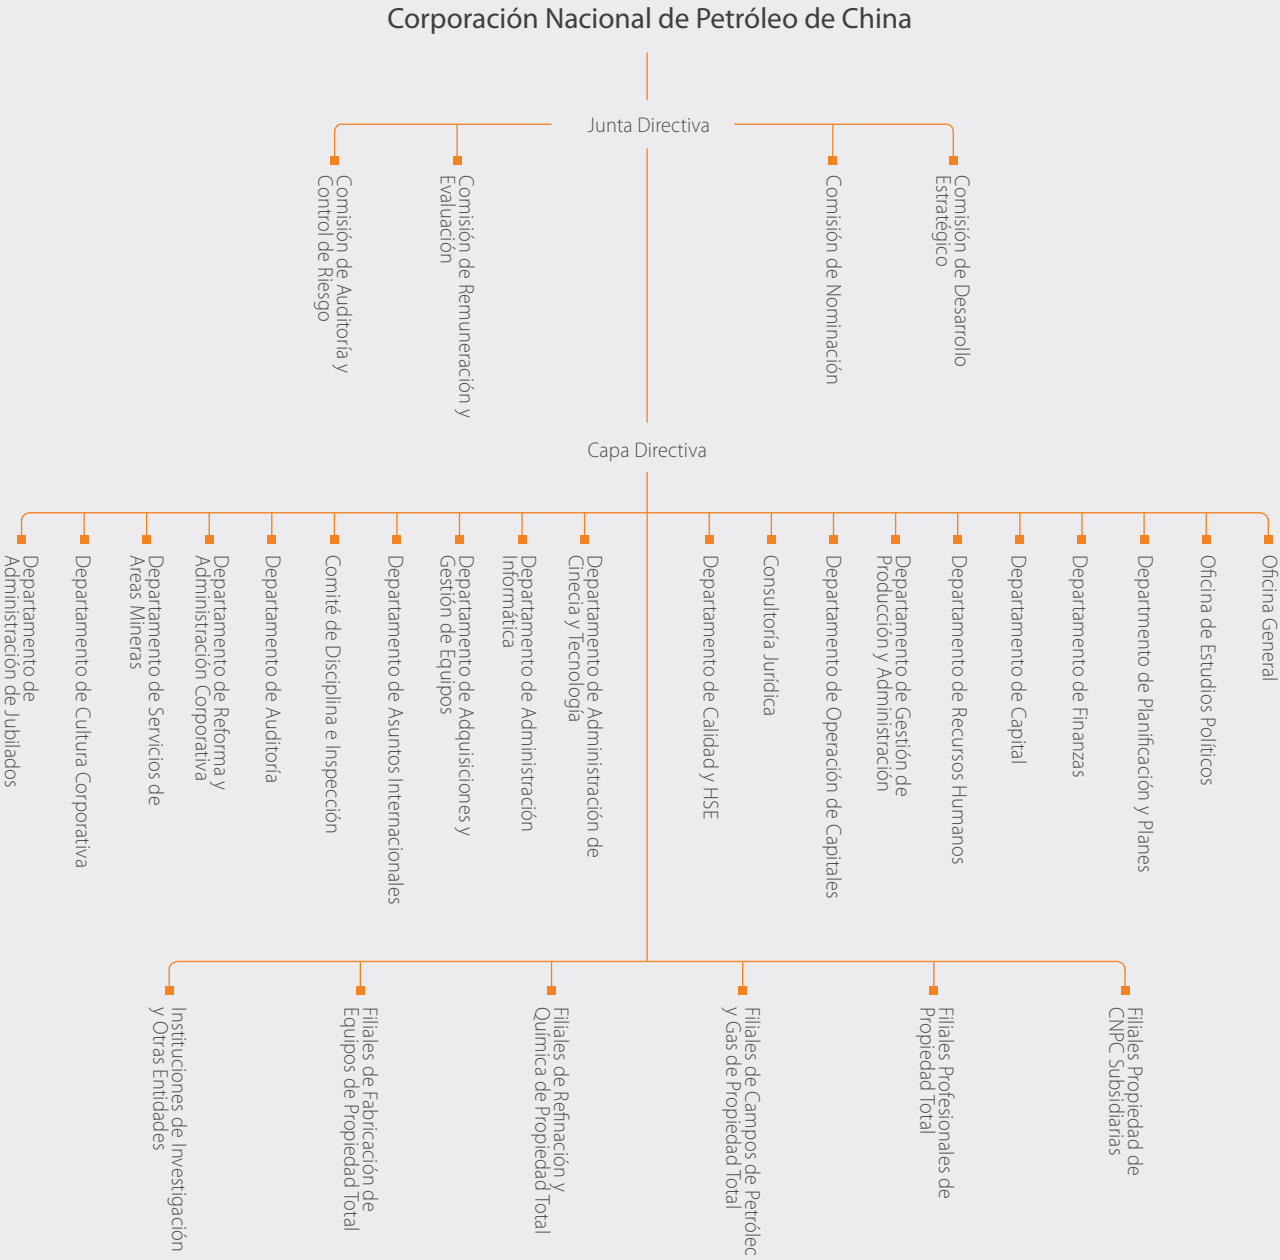 Corporación Nacional de Petróleo de China
Junta Directiva
Comisión de Auditoría y
Control de Riesgo
Comisión de Remuneración y
Evaluación
Comisión de Nominación
Comisión de Desarrollo
Estratégico
Capa Directiva
Departamento de
Administración de Jubilados
Departamento de Cultura Corporativa
Departamento de Servicios de
Areas Mineras
Departamento de Reforma y
Administración Corporativa
Departamento de Auditoría
Comité de Disciplina e Inspección
Departamento de Asuntos Internacionales
Departamento de Adquisiciones y
Gestión de Equipos
Departamento de Administración
Informática
Departamento de Administración de
Cinecia y Tecnología
Departamento de Calidad y HSE
Consultoría Jurídica
Departamento de Operación de Capitales
Departamento de Gestión de
Producción y Administración
Departamento de Recursos Humanos
Departamento de Capital
Departamento de Finanzas
Department​o de Planificación y Planes
Oficina de Estudios Políticos
Oficina General
Instituciones de Investigación
y Otras Entidades
Filiales de Fabricación de
Equipos de Propiedad Total
Filiales de Refinación y
Química de Propiedad Total
Filiales de Campos de Petróleo
y Gas de Propiedad Total
Filiales Profesionales de
Propiedad Total
Filiales Propiedad de
CNPC Subsidiarias